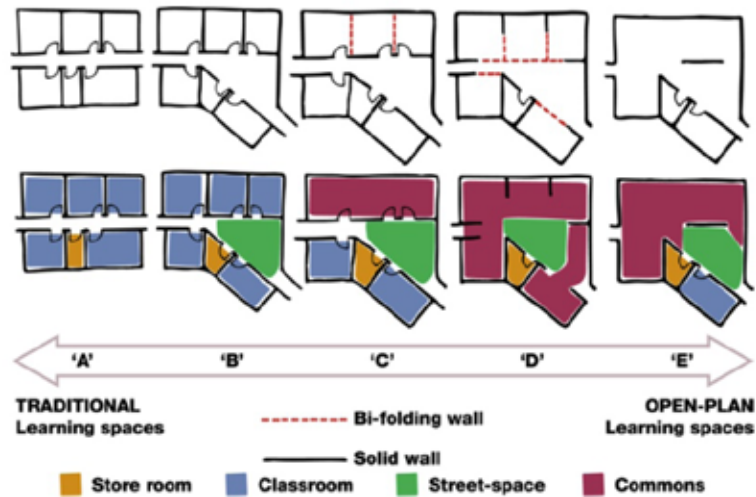 ‘A’ ‘B’ ‘C’ ‘D’ ‘E’
TRADITIONAL
Learning spaces
Bi-folding wall
Solid wall
OPEN-PLAN
Learning spaces
Store room Classroom Street-space Commons